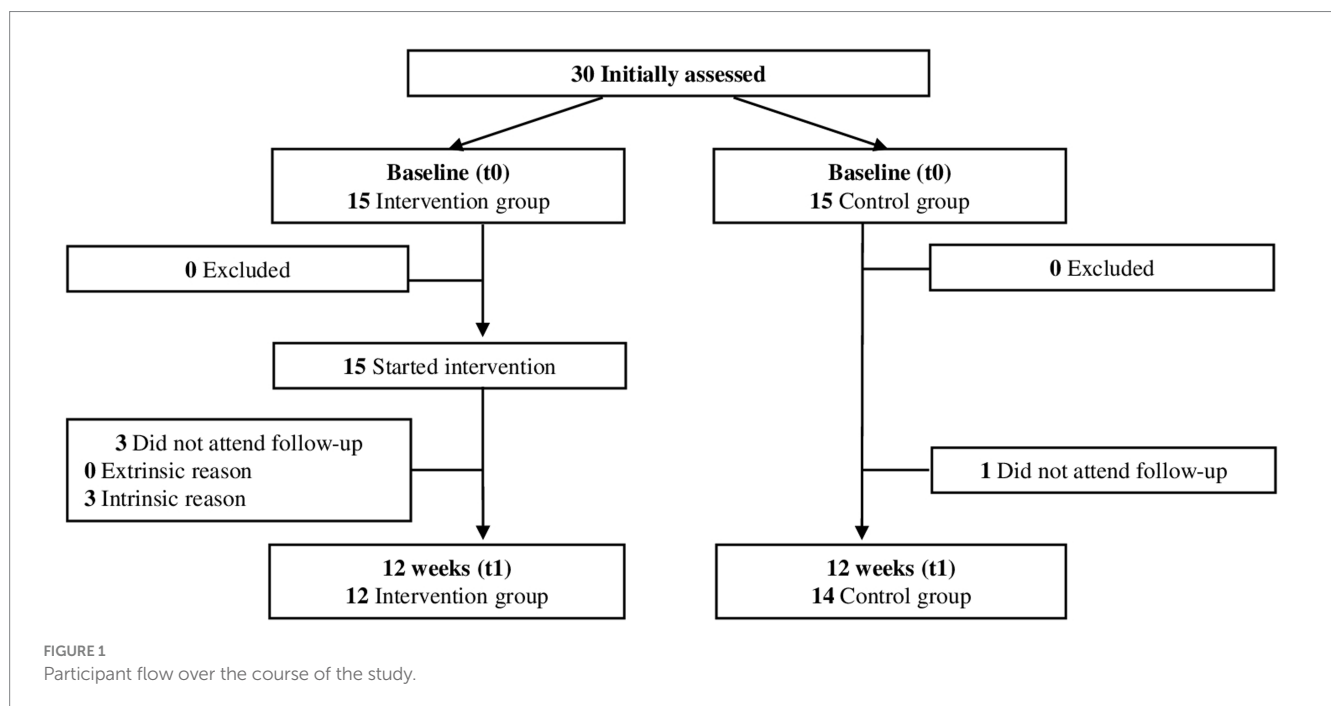 30 Initially assessed
Baseline (t0)
15 Intervention group
Baseline (t0)
15 Control group
0 Excluded
0 Excluded
15 Started intervention
3 Did not attend follow-up
0 Extrinsic reason
3 Intrinsic reason
1 Did not attend follow-up
12 weeks (t1)
12 Intervention group
12 weeks (t1)
14 Control group
FIGURE 1
Participant flow over the course of the study.